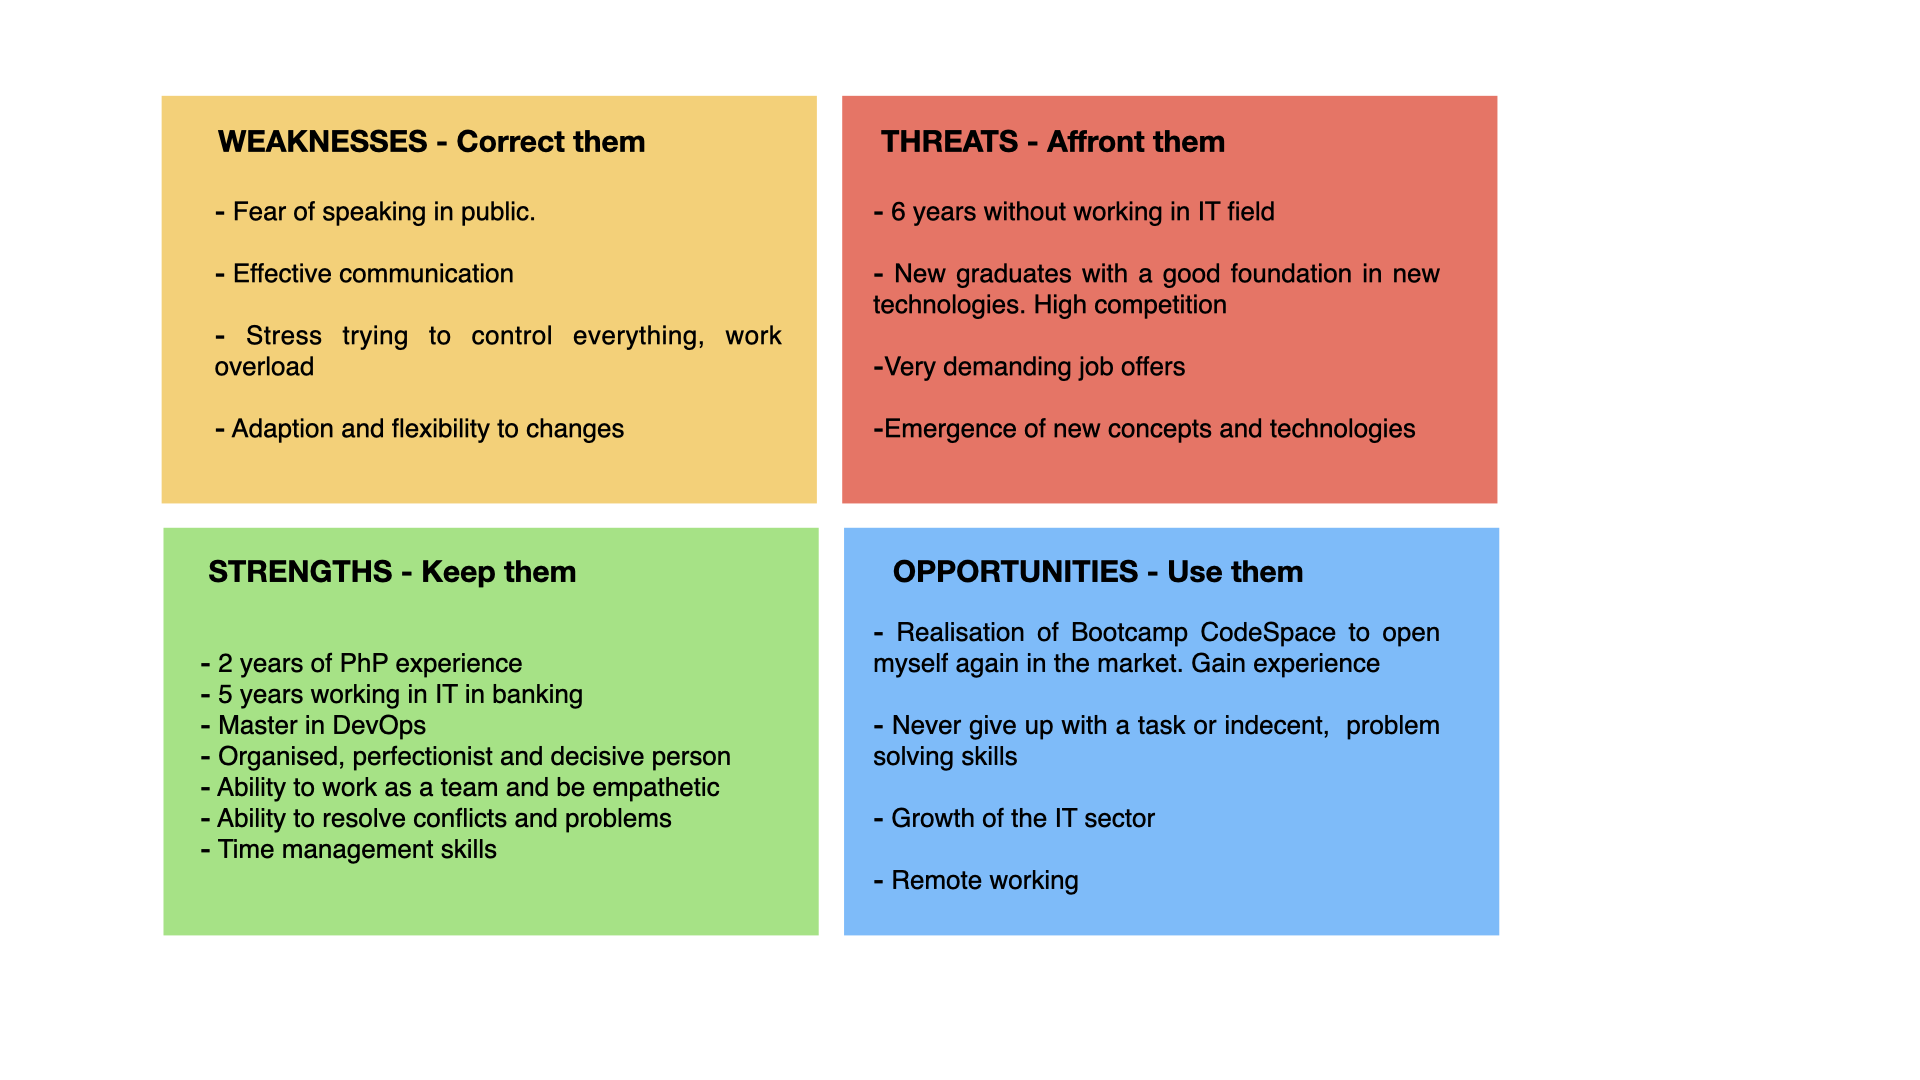 WEAKNESSES - Correct them
- Fear of speaking in public.
- Effective communication
- Stress trying to control everything, work
overload
- Adaption and flexibility to changes
THREATS - Affront them
- 6 years without working in IT field
- New graduates with a good foundation in new
technologies. High competition
-Very demanding job offers
-Emergence of new concepts and technologies
STRENGTHS - Keep them
- 2 years of PhP experience
- 5 years working in IT in banking
- Master in DevOps
- Organised, perfectionist and decisive person
- Ability to work as a team and be empathetic
- Ability to resolve conflicts and problems
- Time management skills
OPPORTUNITIES - Use them
- Realisation of Bootcamp CodeSpace to open
myself again in the market. Gain experience
- Never give up with a task or indecent,  problem
solving skills
- Growth of the IT sector
- Remote working